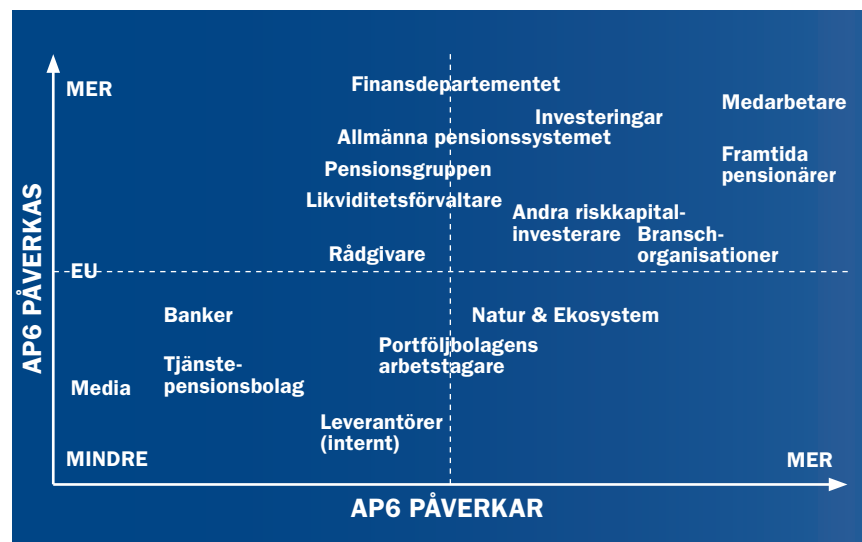 MER
Finansdepartementet
Medarbetare
Investeringar
Allmänna pensionssystemet
Framtida
pensionärer
Pensionsgruppen
Likviditetsförvaltare
Andra riskkapital-
investerare
Bransch-
organisationer
Rådgivare
EU
AP6 PÅVERKAS
Banker
Natur & Ekosystem
Portföljbolagens
arbetstagare
Tjänste-
pensionsbolag
Media
Leverantörer
(internt)
MINDRE
MER
AP6 PÅVERKAR